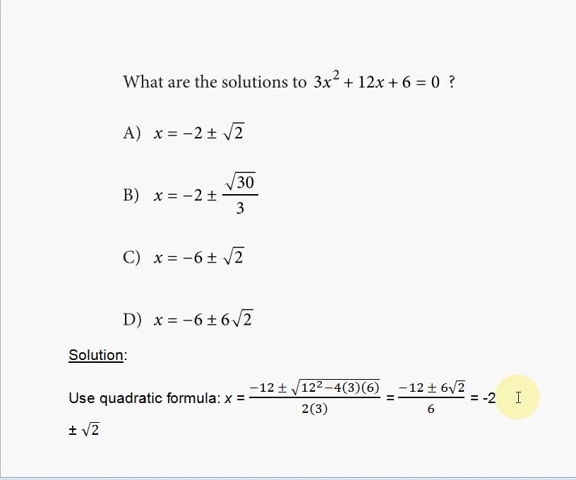 What are the solutions to 3x² + 12x + 6 = 0 ?
A) x = −2 ± √2
B) x = −2 ± √30/3
C) x = −6 ± √2
D) x = −6 ± 6√2
Solution:
Use quadratic formula: x = (−12 ± √(12²−4(3)(6)))/(2(3)) = (−12 ± 6√2)/6 = -2
± √2